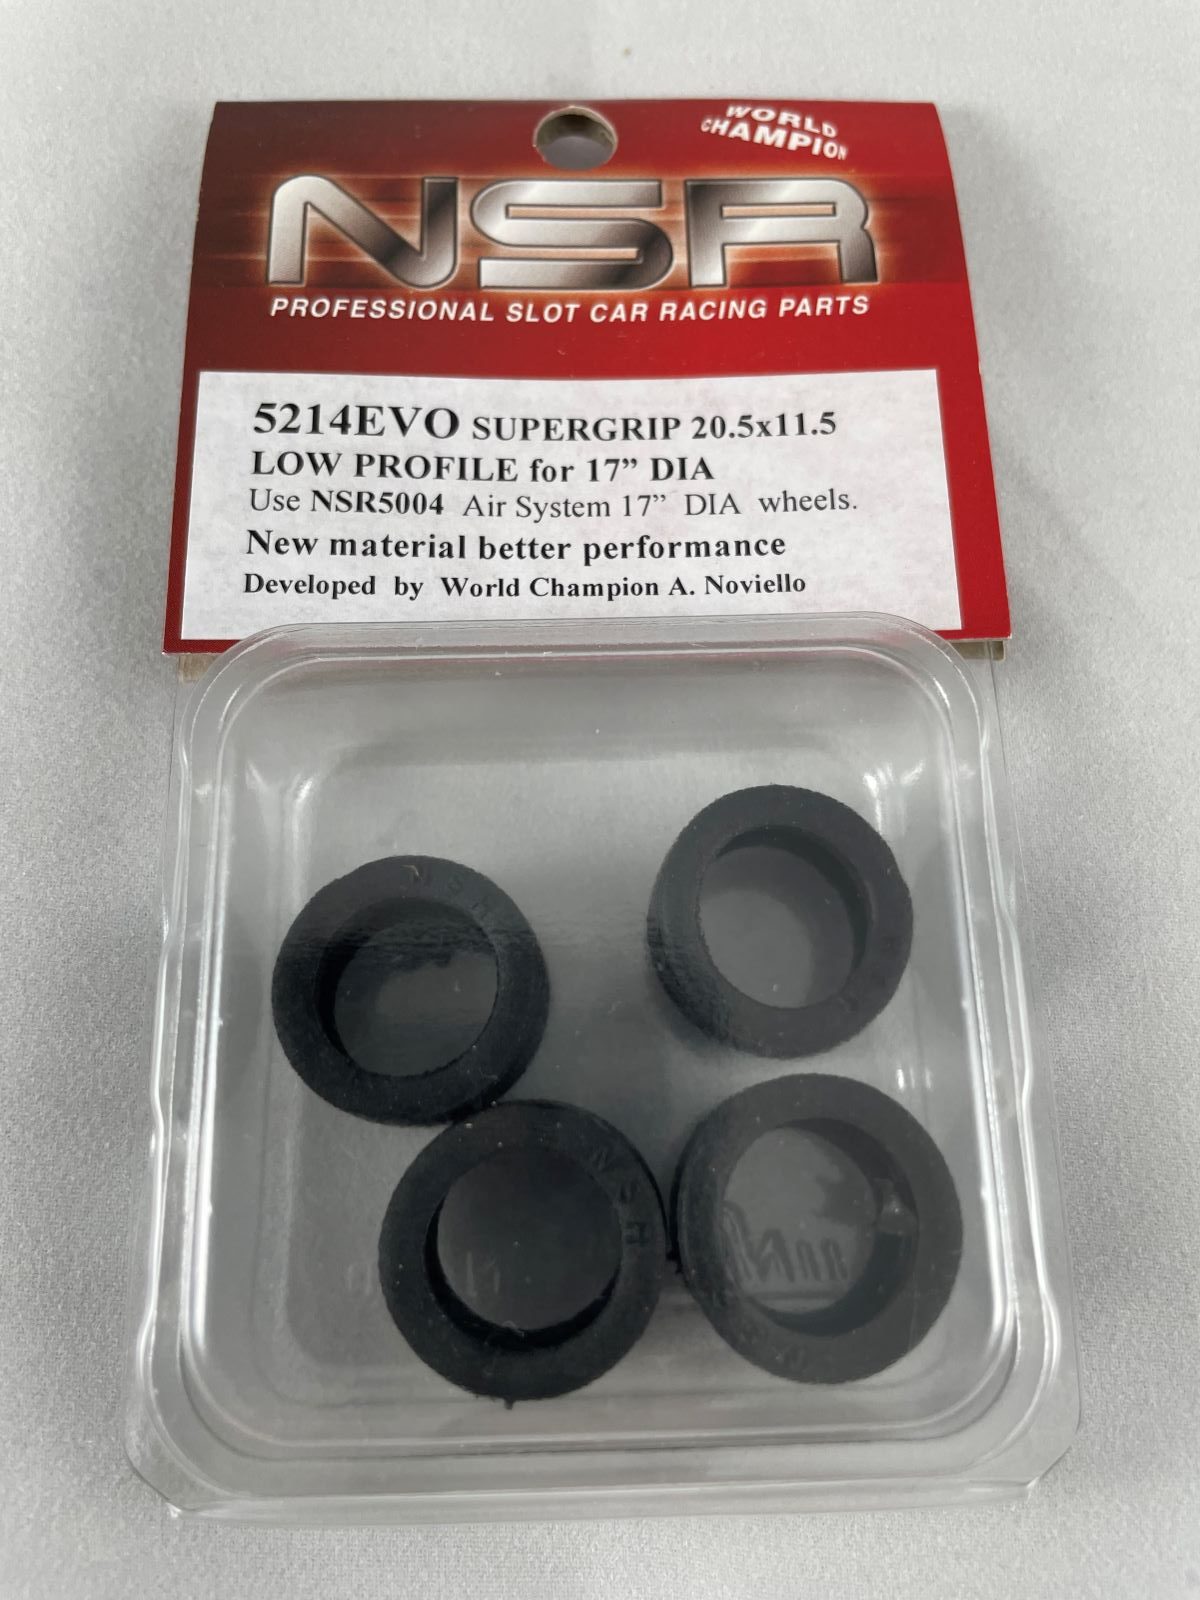 WORLD
CHAMPION
NSR
PROFESSIONAL SLOT CAR RACING PARTS
5214EVO SUPERGRIP 20.5x11.5
LOW PROFILE for 17” DIA
Use NSR5004 Air System 17” DIA wheels.
New material better performance
Developed by World Champion A. Noviello
NSR
NSR